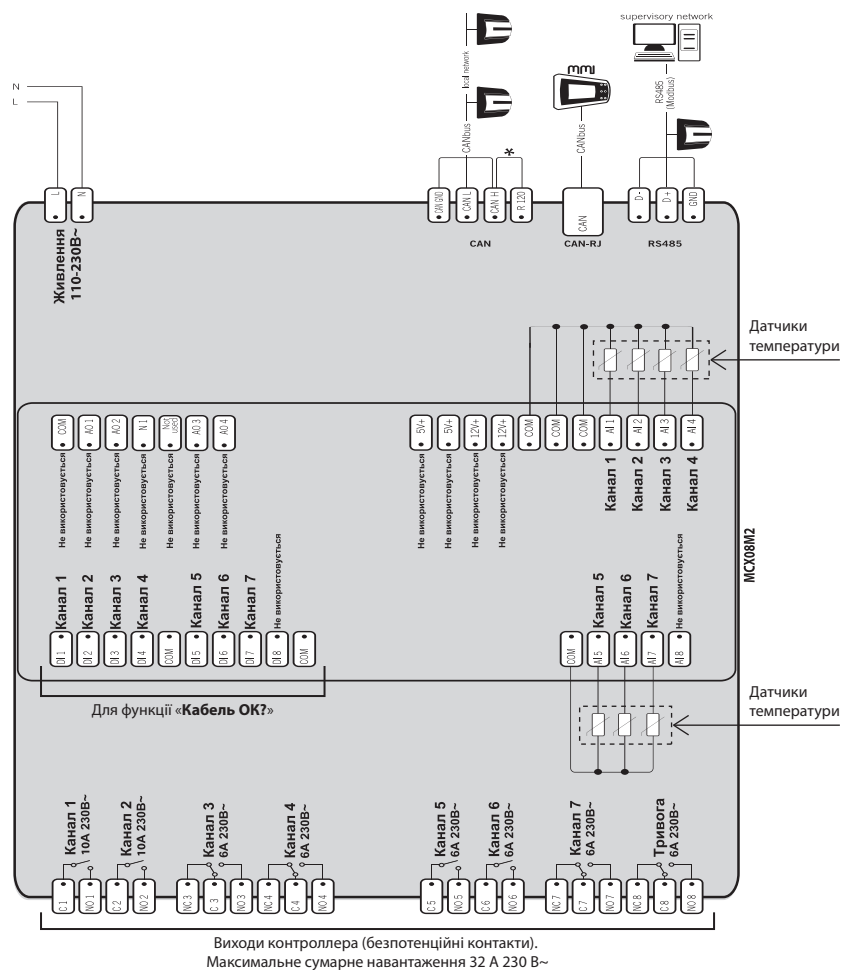 supervisory network
N
L
local network
CANbus
*
mmi
CANbus
RS485
(Modbus)
L
N
CAN GND
CAN L
CAN H
R 120
CAN
D-
D+
GND
Живлення
110-230В~
CAN
CAN-RJ
RS485
Датчики
температури
COM
AO 1
AO 2
N 1
Not
used
AO 3
AO 4
5V+
5V+
12V+
12V+
COM
COM
COM
AI 1
AI 2
AI 3
AI 4
Не використовується
Не використовується
Не використовується
Не використовується
Не використовується
Не використовується
Не використовується
Не використовується
Не використовується
Не використовується
Не використовується
Канал 1
Канал 2
Канал 3
Канал 4
MCX08M2
Канал 1
Канал 2
Канал 3
Канал 4
Канал 5
Канал 6
Канал 7
Не використовується
Канал 5
Канал 6
Канал 7
Не використовується
DI 1
DI 2
DI 3
DI 4
COM
DI 5
DI 6
DI 7
DI 8
COM
COM
AI 5
AI 6
AI 7
AI 8
Для функції «Кабель ОК?»
Датчики
температури
Канал 1
10А 230В~
Канал 2
10А 230В~
Канал 3
6А 230В~
Канал 4
6А 230В~
Канал 5
6А 230В~
Канал 6
6А 230В~
Канал 7
6А 230В~
Тривога
6А 230В~
C 1
NO 1
C 2
NO 2
NC 3
C 3
NO 3
NC 4
C 4
NO 4
C 5
NO 5
C 6
NO 6
NC 7
C 7
NO 7
NC 8
C 8
NO 8
Виходи контроллера (безпотенційні контакти).
Максимальне сумарне навантаження 32 А 230 В~